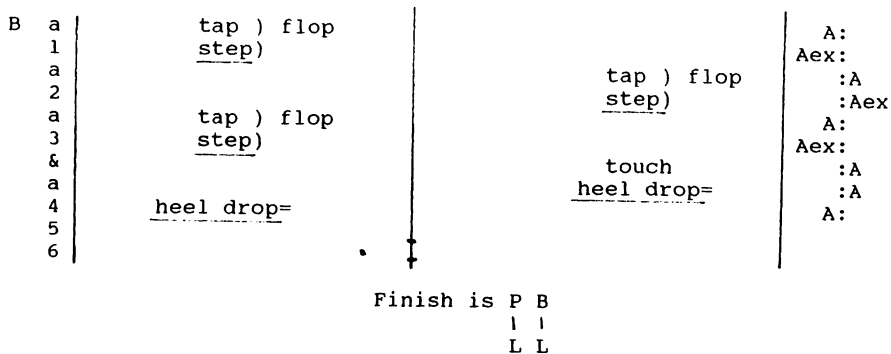 B a tap ) flop A:
1 step) Aex:
a tap ) flop :A
2 step) :Aex
a tap ) flop A:
3 step) Aex:
& touch :A
a heel drop= :A
4 heel drop= A:
5
6
Finish is P B
L L